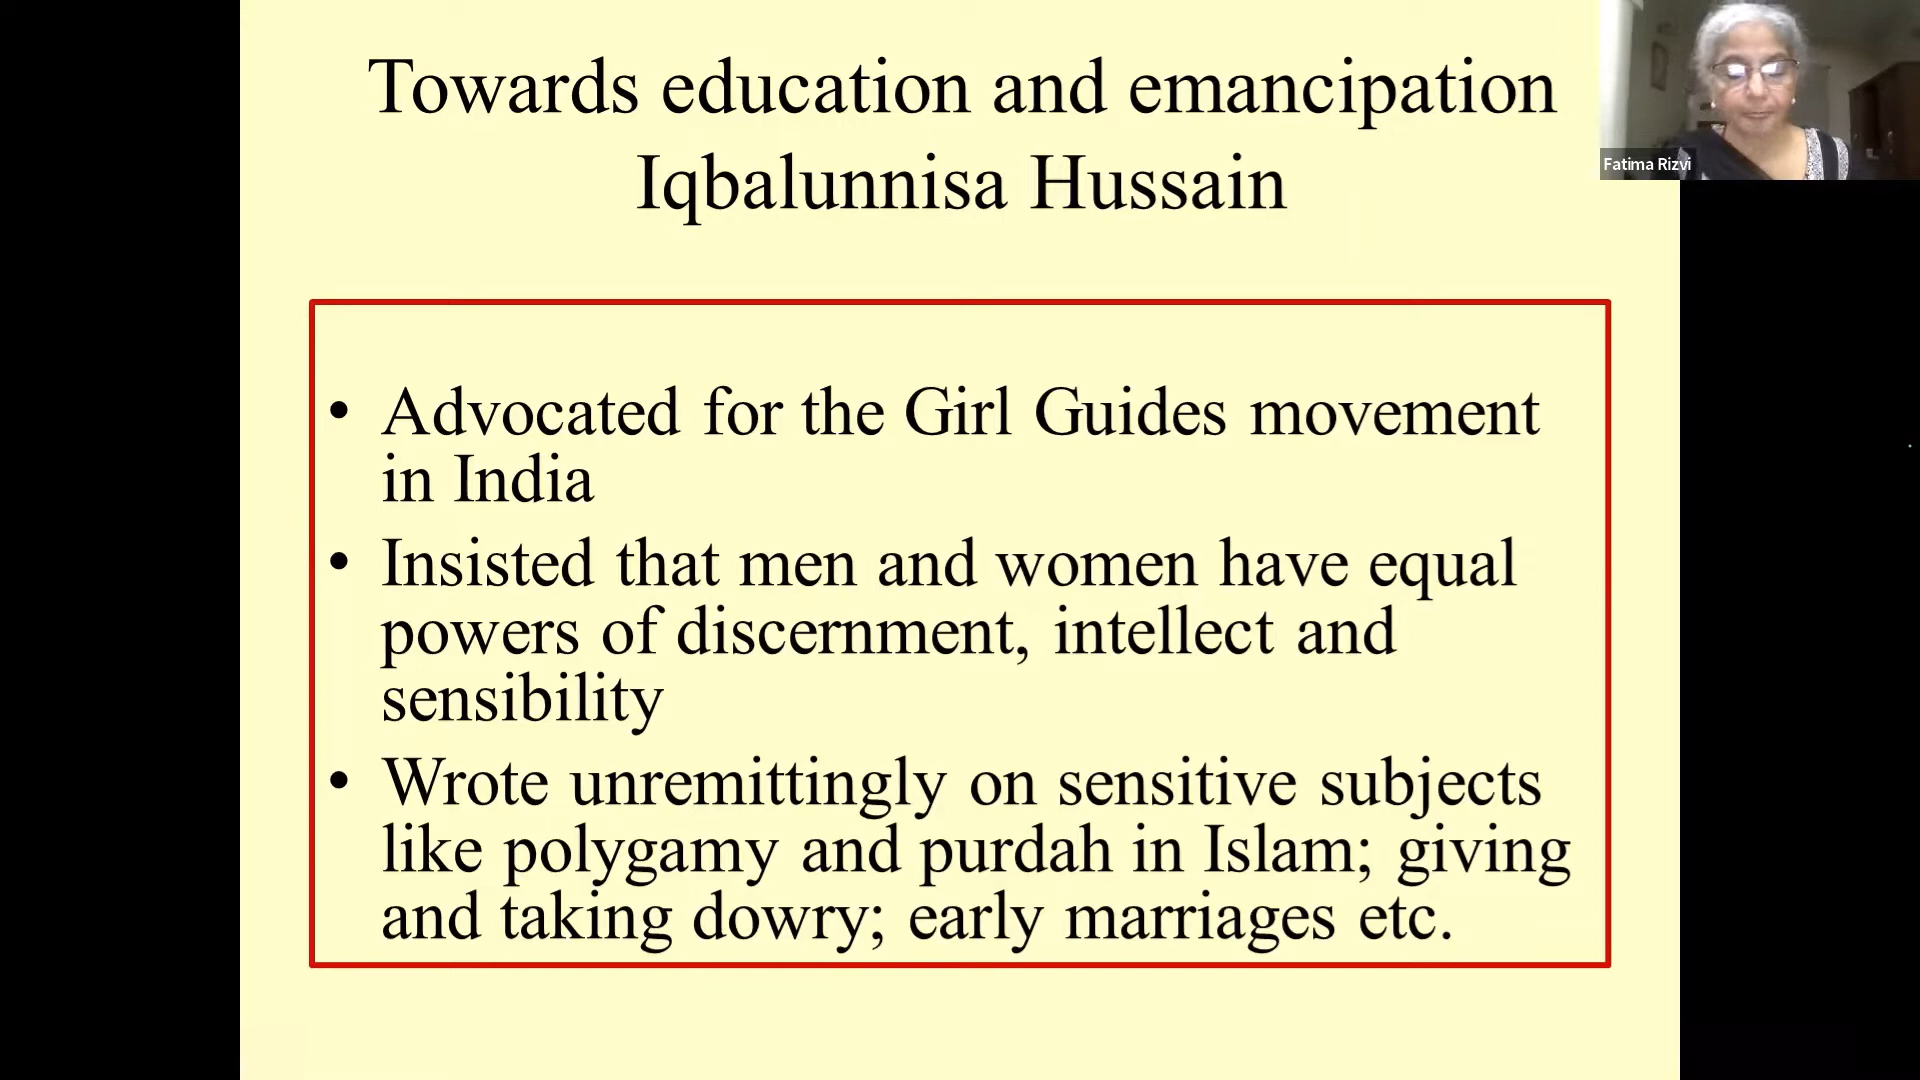 Towards education and emancipation
Iqbalunnisa Hussain
Fatima Rizvi
• Advocated for the Girl Guides movement
in India
• Insisted that men and women have equal
powers of discernment, intellect and
sensibility
• Wrote unremittingly on sensitive subjects
like polygamy and purdah in Islam; giving
and taking dowry; early marriages etc.